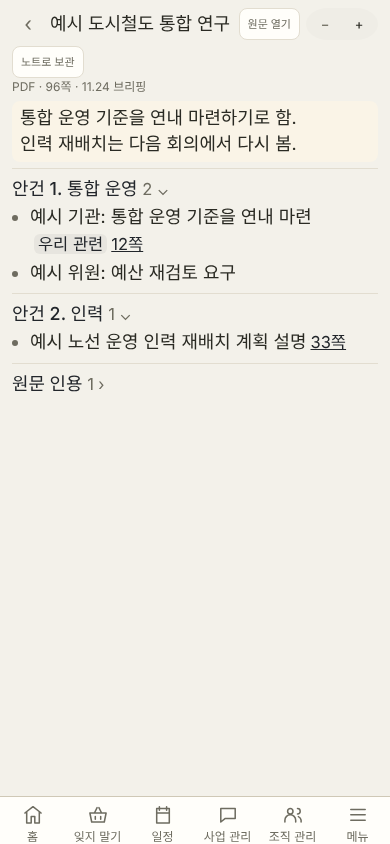 예시 도시철도 통합 연구
원문 열기
− +
노트로 보관
PDF · 96쪽 · 11.24 브리핑
통합 운영 기준을 연내 마련하기로 함.
인력 재배치는 다음 회의에서 다시 봄.
안건 1. 통합 운영 2
예시 기관: 통합 운영 기준을 연내 마련
우리 관련 12쪽
예시 위원: 예산 재검토 요구
안건 2. 인력 1
예시 노선 운영 인력 재배치 계획 설명 33쪽
원문 인용 1
홈 잊지 말기 일정 사업 관리 조직 관리 메뉴